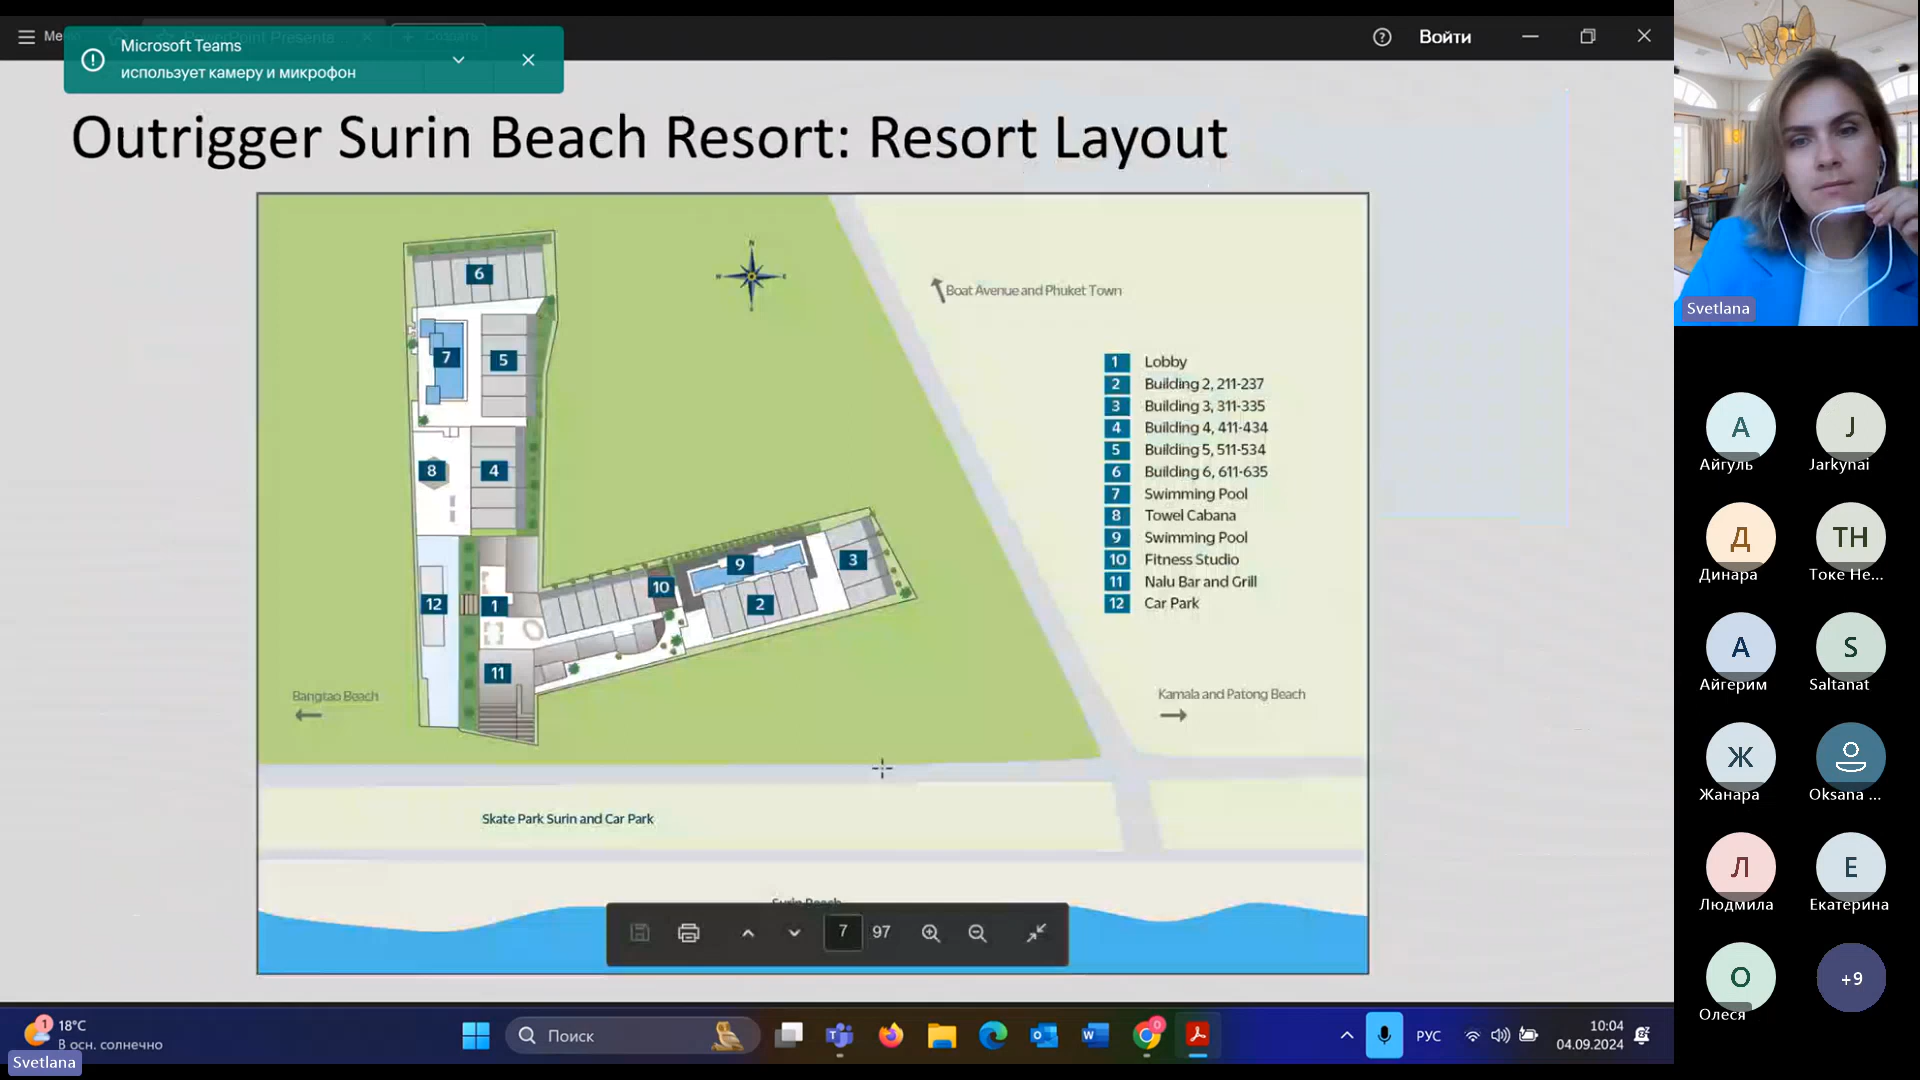 Microsoft Teams
использует камеру и микрофон
Войти
Outrigger Surin Beach Resort: Resort Layout
N
Boat Avenue and Phuket Town
1 Lobby
2 Building 2, 211-237
3 Building 3, 311-335
4 Building 4, 411-434
5 Building 5, 511-534
6 Building 6, 611-635
7 Swimming Pool
8 Towel Cabana
9 Swimming Pool
10 Fitness Studio
11 Nalu Bar and Grill
12 Car Park
6
7
5
8
4
9
3
10
2
12
1
11
Bangtao Beach
Kamala and Patong Beach
Skate Park Surin and Car Park
Surin Beach
7 97
1
18°C
В осн. солнечно
Поиск
0
РУС
10:04
04.09.2024
Svetlana
Svetlana
А J
Айгуль Jarkynai
Д TH
Динара Токе Не...
А S
Айгерим Saltanat
Ж
Жанара Oksana ...
Л Е
Людмила Екатерина
О +9
Олеся